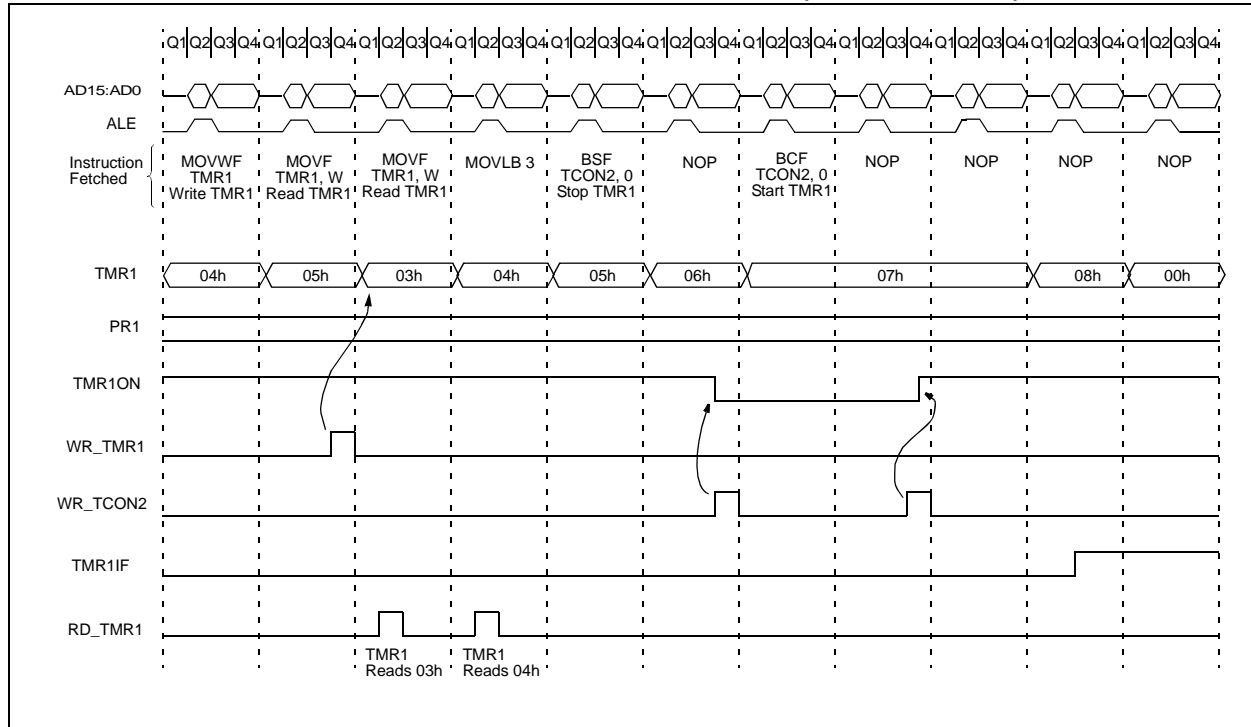 Q1 Q2 Q3 Q4 Q1 Q2 Q3 Q4 Q1 Q2 Q3 Q4 Q1 Q2 Q3 Q4 Q1 Q2 Q3 Q4 Q1 Q2 Q3 Q4 Q1 Q2 Q3 Q4 Q1 Q2 Q3 Q4 Q1 Q2 Q3 Q4 Q1 Q2 Q3 Q4 Q1 Q2 Q3 Q4
AD15:AD0
ALE
Instruction
Fetched
MOVWF
TMR1
Write TMR1
MOVF
TMR1, W
Read TMR1
MOVF
TMR1, W
Read TMR1
MOVLB 3
BSF
TCON2, 0
Stop TMR1
NOP
BCF
TCON2, 0
Start TMR1
NOP
NOP
NOP
NOP
TMR1 04h 05h 03h 04h 05h 06h 07h 08h 00h
PR1
TMR1ON
WR_TMR1
WR_TCON2
TMR1IF
RD_TMR1
TMR1
Reads 03h
TMR1
Reads 04h